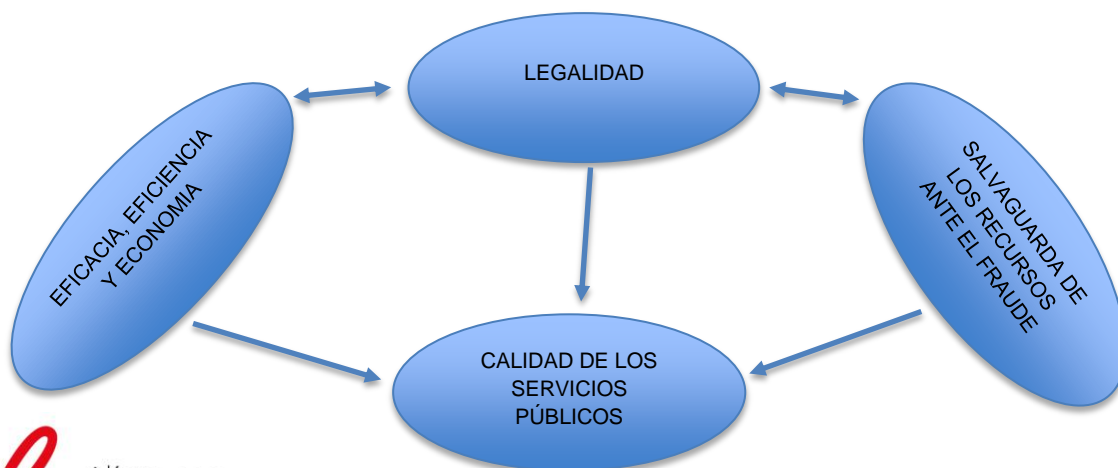 LEGALIDAD
EFICACIA, EFICIENCIA
Y ECONOMIA
SALVAGUARDA DE
LOS RECURSOS
ANTE EL FRAUDE
CALIDAD DE LOS
SERVICIOS
PÚBLICOS